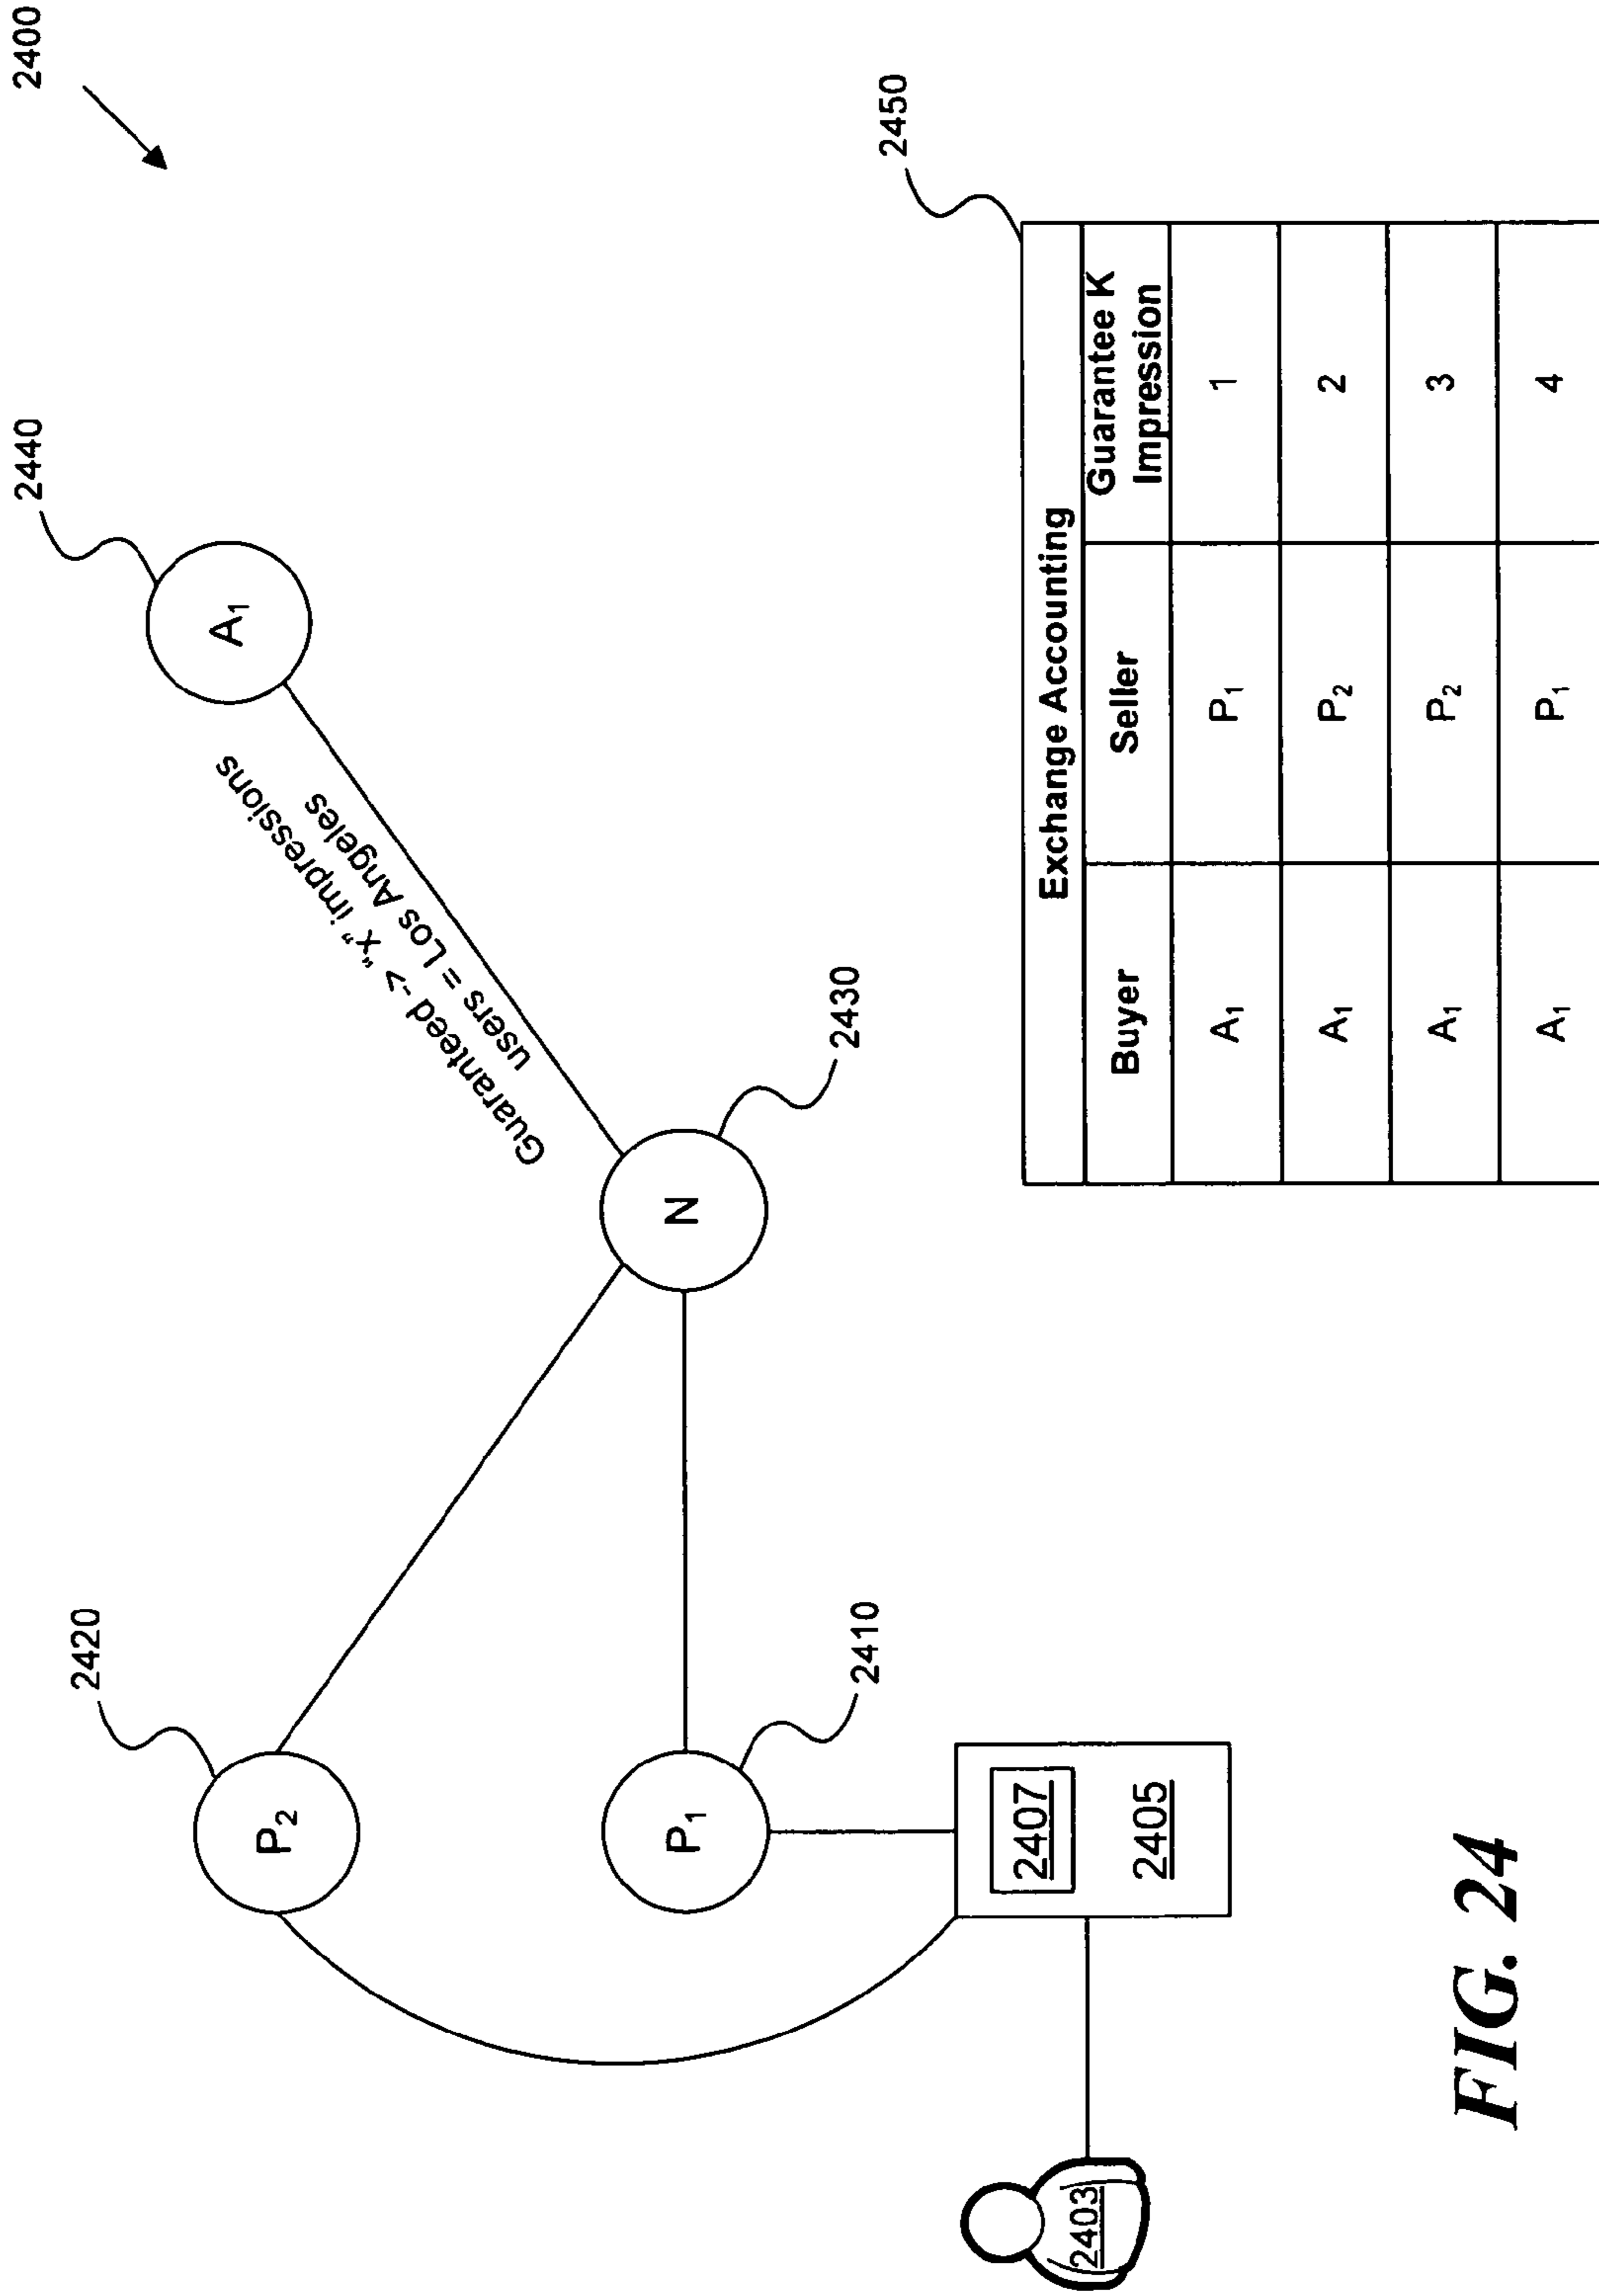 2400
2440
2420
A₁
P₂
Guaranteed -> "x" impressions
users = Los Angeles
N
P₁
2430
2410
2450
2407
2405
2403
Exchange Accounting
Buyer Seller Guarantee K
Impression
A₁ P₁ 1
A₁ P₂ 2
A₁ P₂ 3
A₁ P₁ 4
FIG. 24